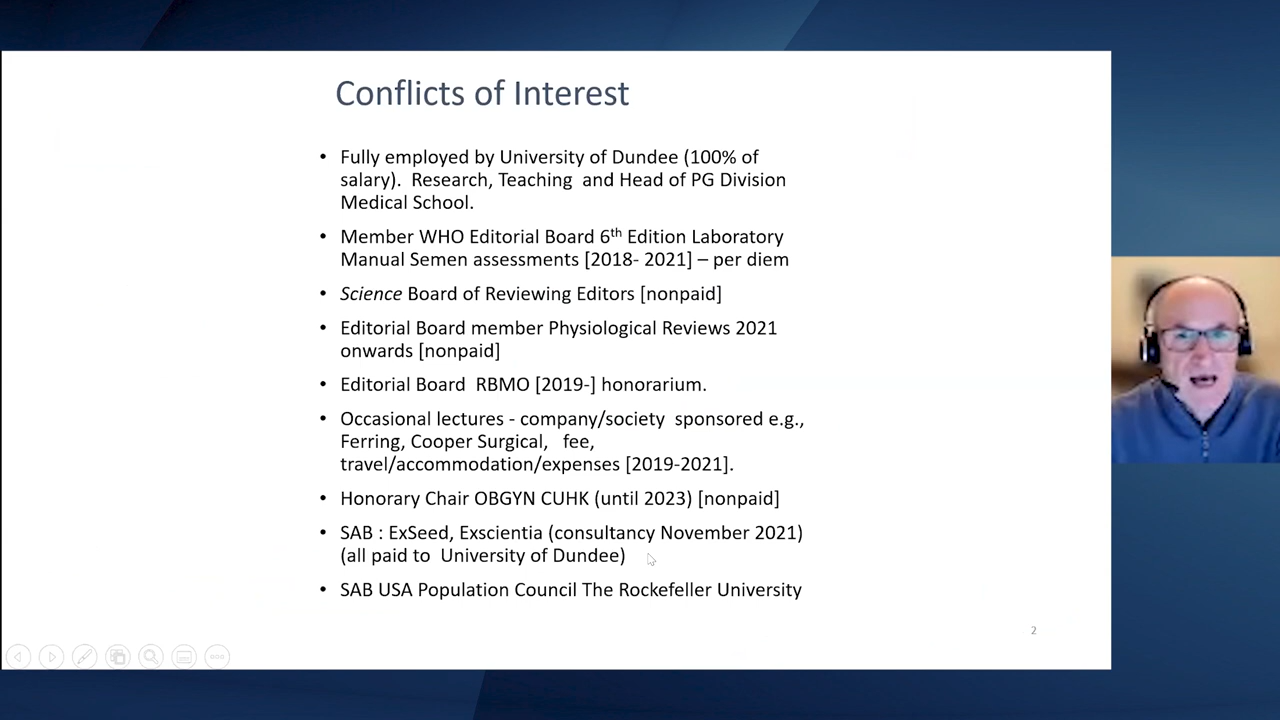 Conflicts of Interest
• Fully employed by University of Dundee (100% of
salary).  Research, Teaching  and Head of PG Division
Medical School.
• Member WHO Editorial Board 6th Edition Laboratory
Manual Semen assessments [2018- 2021] – per diem
• Science Board of Reviewing Editors [nonpaid]
• Editorial Board member Physiological Reviews 2021
onwards [nonpaid]
• Editorial Board  RBMO [2019-] honorarium.
• Occasional lectures - company/society  sponsored e.g.,
Ferring, Cooper Surgical,   fee,
travel/accommodation/expenses [2019-2021].
• Honorary Chair OBGYN CUHK (until 2023) [nonpaid]
• SAB : ExSeed, Exscientia (consultancy November 2021)
(all paid to  University of Dundee)
• SAB USA Population Council The Rockefeller University
2